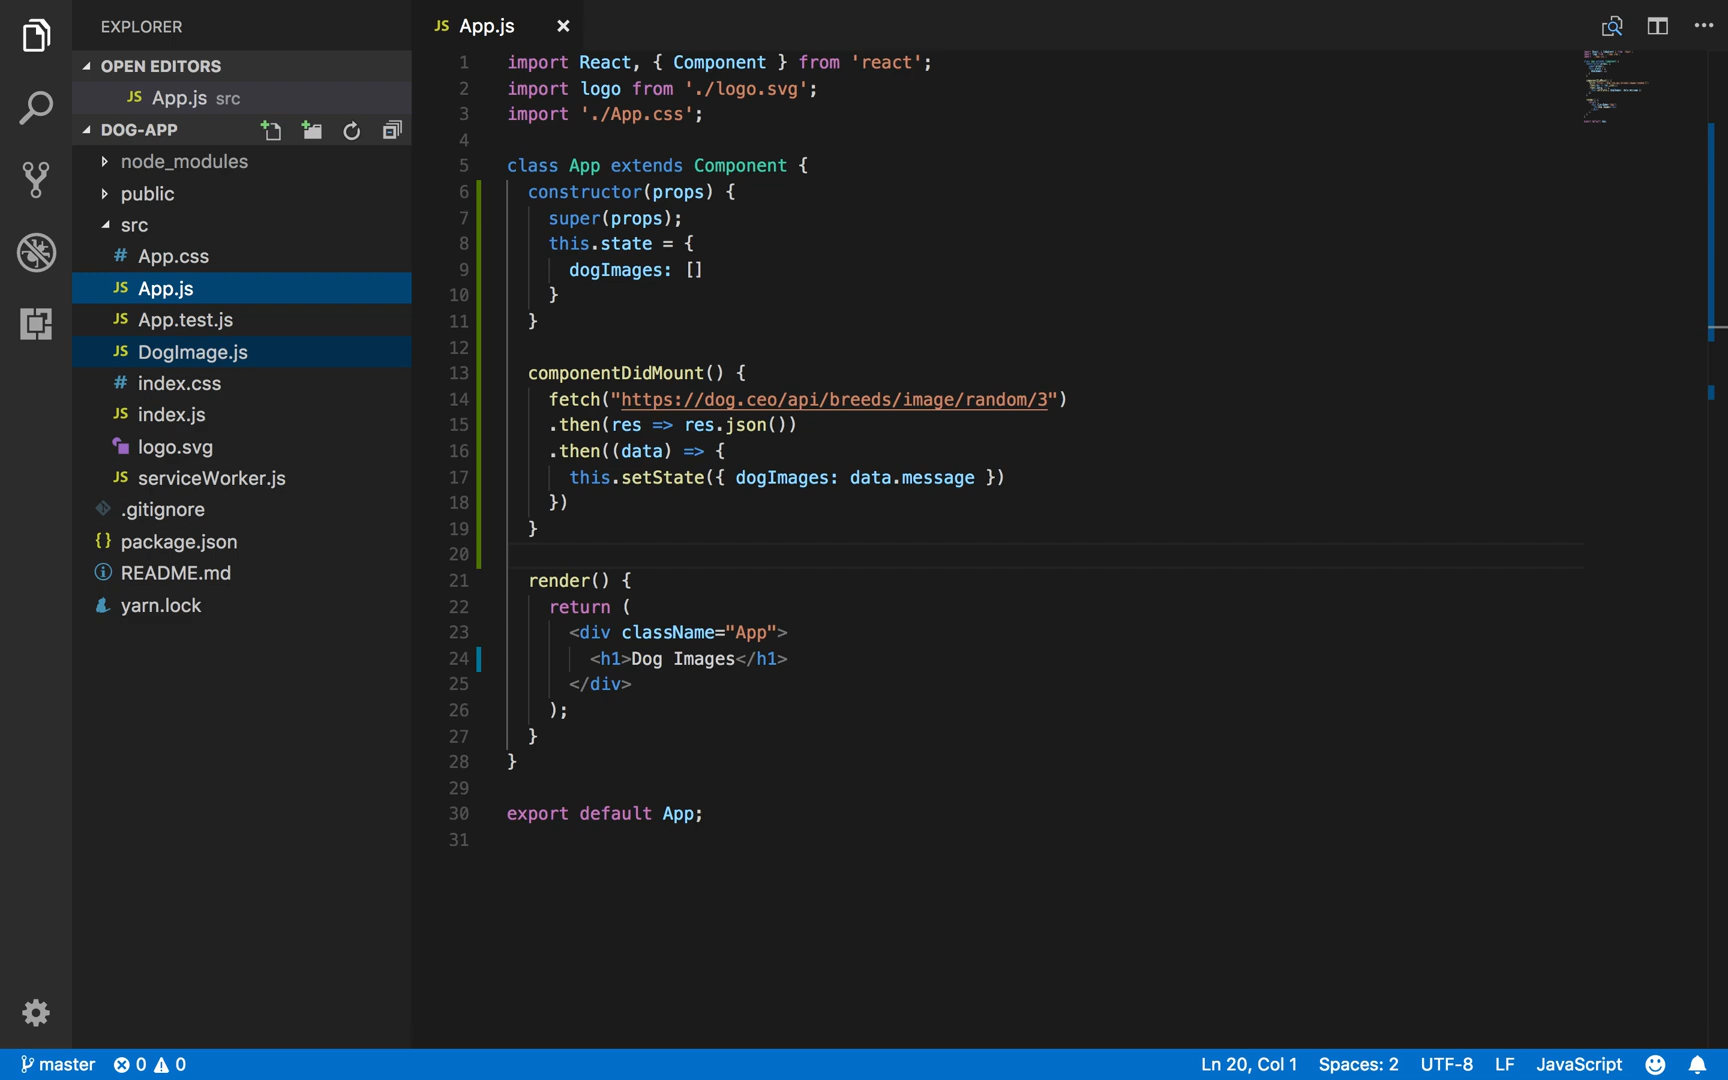 EXPLORER
OPEN EDITORS
JS App.js src
DOG-APP
node_modules
public
src
# App.css
JS App.js
JS App.test.js
JS DogImage.js
# index.css
JS index.js
logo.svg
JS serviceWorker.js
.gitignore
{} package.json
README.md
yarn.lock
JS App.js
1 import React, { Component } from 'react';
2 import logo from './logo.svg';
3 import './App.css';
4
5 class App extends Component {
6 constructor(props) {
7 super(props);
8 this.state = {
9 dogImages: []
10 }
11 }
12
13 componentDidMount() {
14 fetch("https://dog.ceo/api/breeds/image/random/3")
15 .then(res => res.json())
16 .then((data) => {
17 this.setState({ dogImages: data.message })
18 })
19 }
20
21 render() {
22 return (
23 <div className="App">
24 <h1>Dog Images</h1>
25 </div>
26 );
27 }
28 }
29
30 export default App;
31
master 0 0 Ln 20, Col 1 Spaces: 2 UTF-8 LF JavaScript